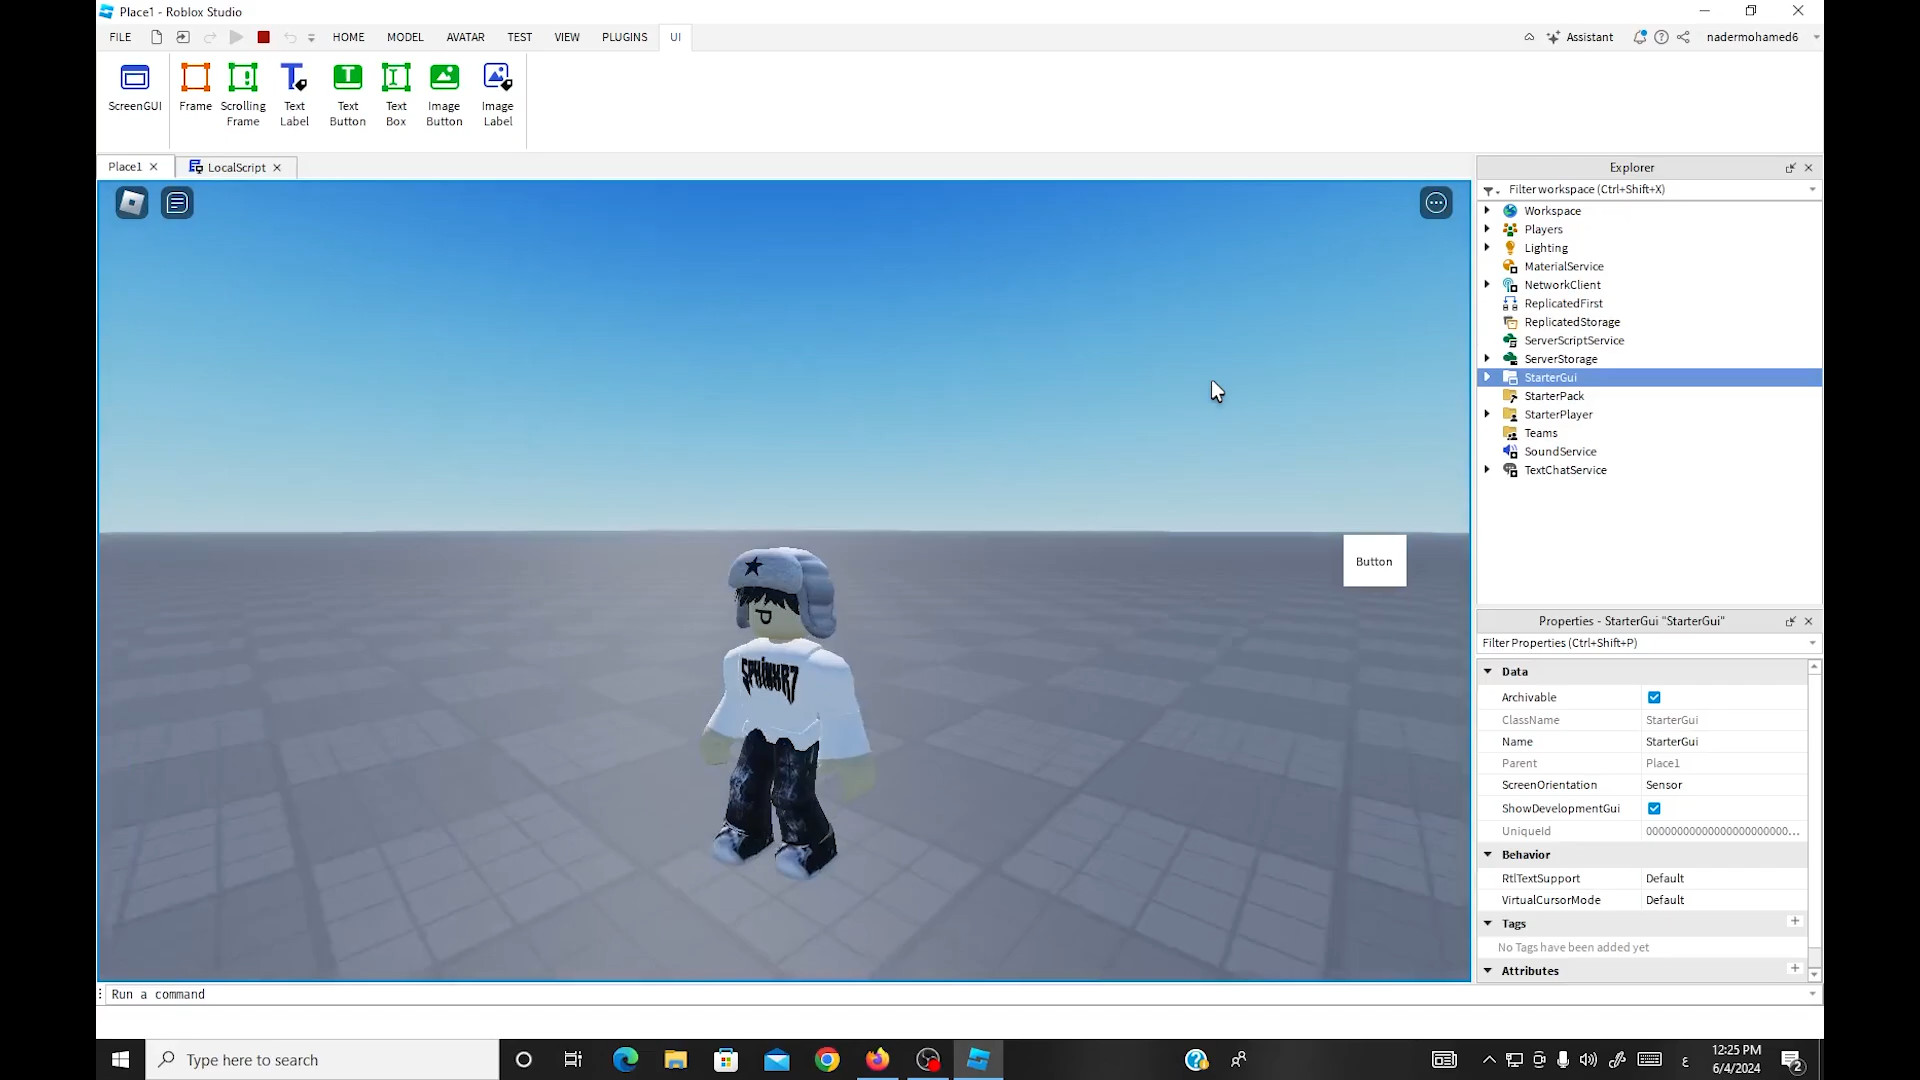 Place1 - Roblox Studio
FILE HOME MODEL AVATAR TEST VIEW PLUGINS UI Assistant nadermohamed6
ScreenGUI Frame Scrolling Frame Text Label Text Button Text Box Image Button Image Label
Place1 LocalScript
Explorer
Filter workspace (Ctrl+Shift+X)
Workspace
Players
Lighting
MaterialService
NetworkClient
ReplicatedFirst
ReplicatedStorage
ServerScriptService
ServerStorage
StarterGui
StarterPack
StarterPlayer
Teams
SoundService
TextChatService
Button
SPHINXR7
Properties - StarterGui "StarterGui"
Filter Properties (Ctrl+Shift+P)
Data
Archivable
ClassName StarterGui
Name StarterGui
Parent Place1
ScreenOrientation Sensor
ShowDevelopmentGui
UniqueId 00000000000000000000000...
Behavior
RtlTextSupport Default
VirtualCursorMode Default
Tags
No Tags have been added yet
Attributes
Run a command
Type here to search
ع
12:25 PM
6/4/2024
2